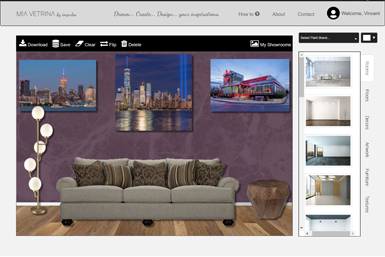 MIA VETRINA by impulse
Dream... Create... Design... your inspirations.
How to
About
Contact
Welcome, Vincent
Download
Save
Clear
Flip
Delete
My Showrooms
Select Paint Brand...
Rooms
Floors
Decors
Artwork
Furniture
Textures